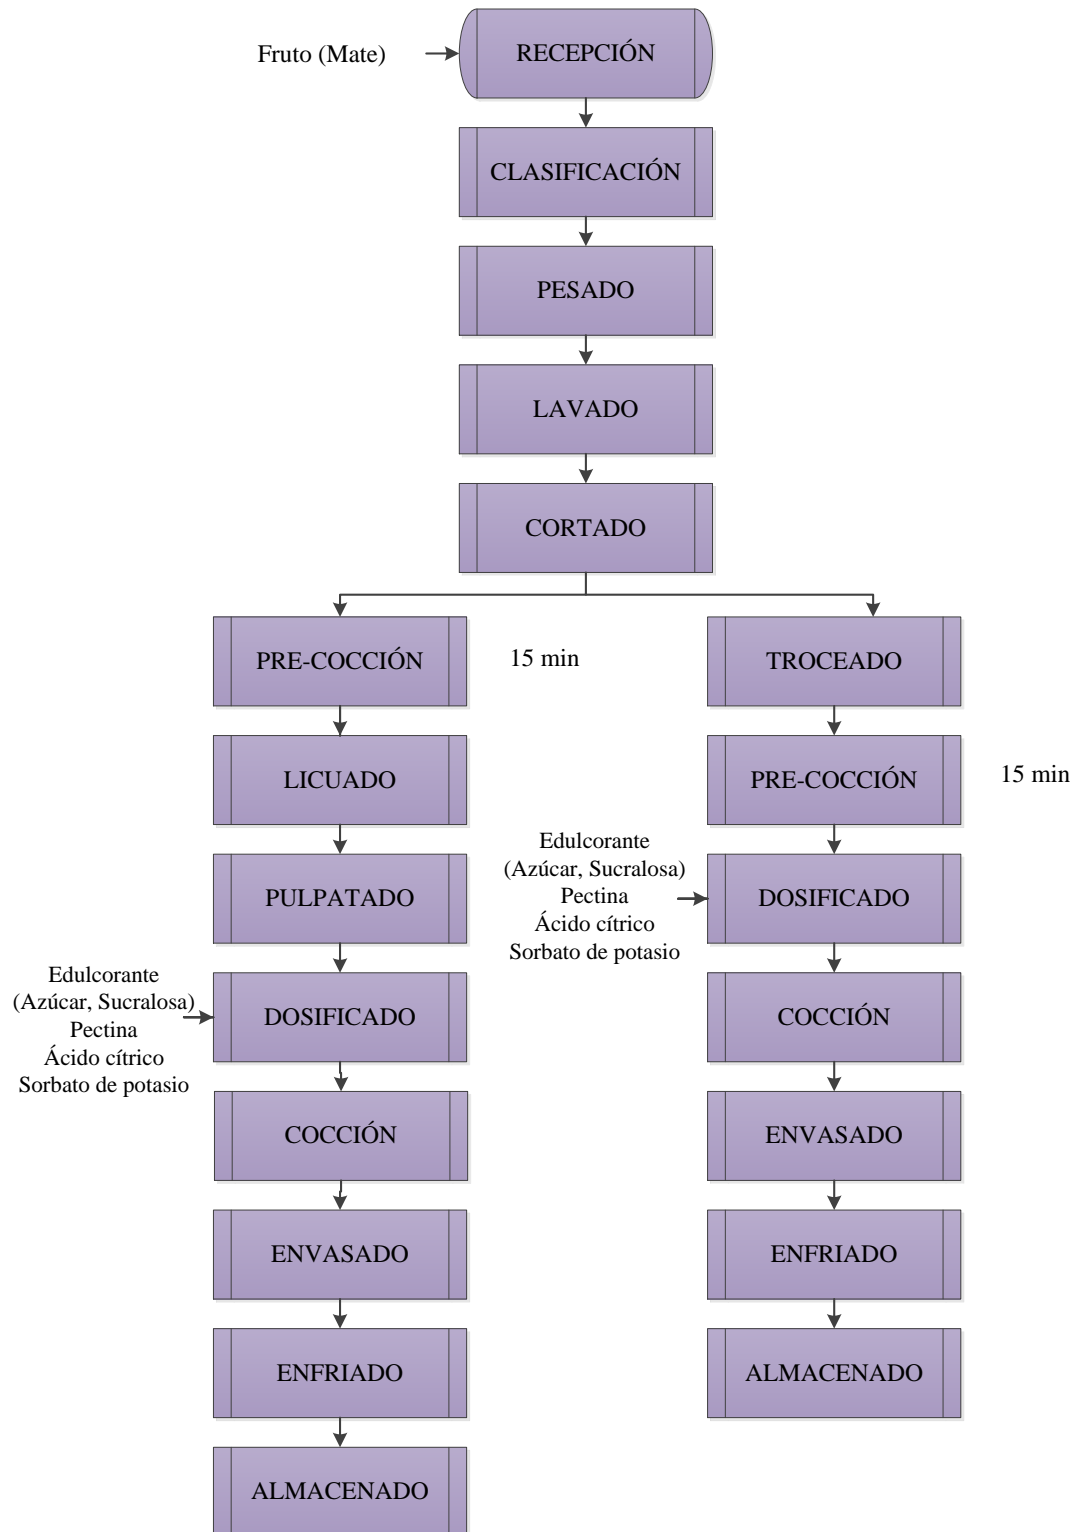 Fruto (Mate)
RECEPCIÓN
CLASIFICACIÓN
PESADO
LAVADO
CORTADO
PRE-COCCIÓN
15 min
LICUADO
PULPATADO
Edulcorante
(Azúcar, Sucralosa)
Pectina
Ácido cítrico
Sorbato de potasio
DOSIFICADO
COCCIÓN
ENVASADO
ENFRIADO
ALMACENADO
TROCEADO
PRE-COCCIÓN
15 min
Edulcorante
(Azúcar, Sucralosa)
Pectina
Ácido cítrico
Sorbato de potasio
DOSIFICADO
COCCIÓN
ENVASADO
ENFRIADO
ALMACENADO